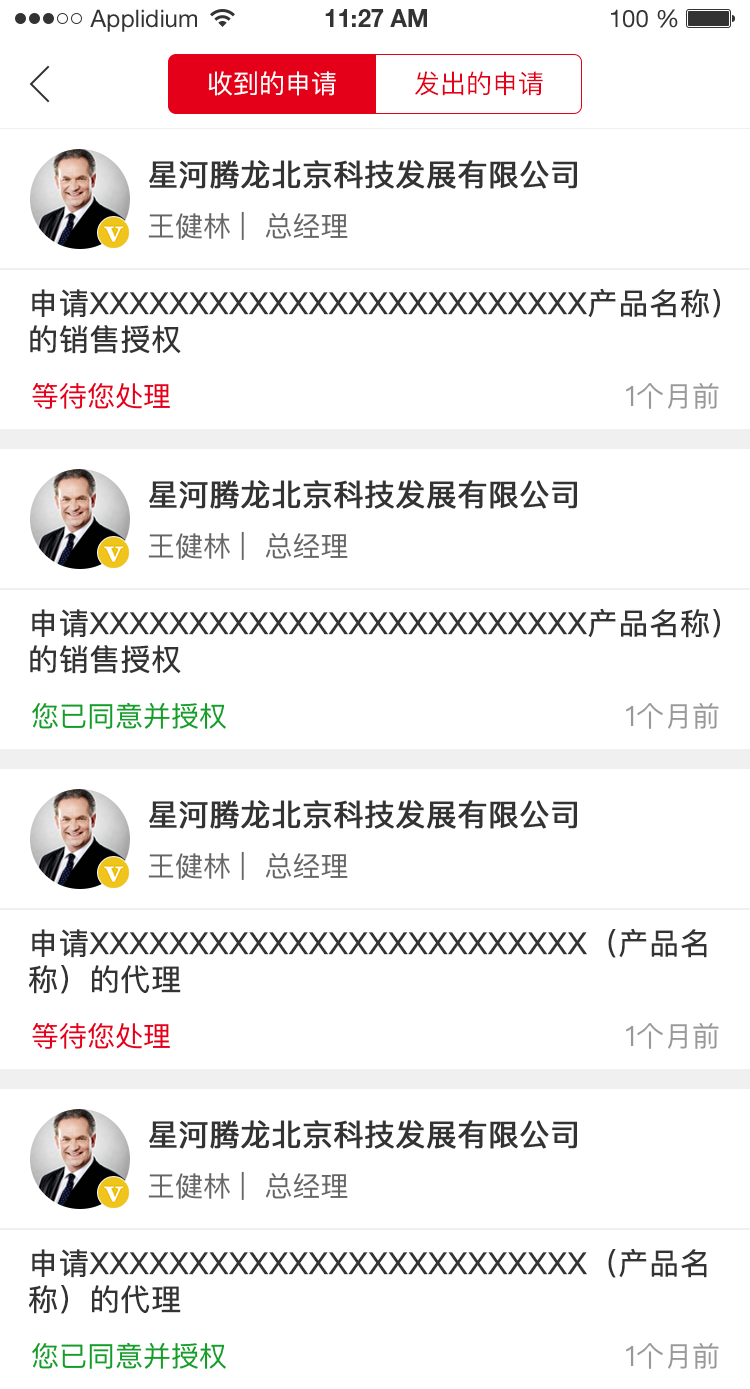 Applidium 11:27 AM 100 %
收到的申请 发出的申请
星河腾龙北京科技发展有限公司
王健林 | 总经理
V
申请XXXXXXXXXXXXXXXXXXXXXXXXX产品名称）
的销售授权
等待您处理 1个月前
星河腾龙北京科技发展有限公司
王健林 | 总经理
V
申请XXXXXXXXXXXXXXXXXXXXXXXXX产品名称）
的销售授权
您已同意并授权 1个月前
星河腾龙北京科技发展有限公司
王健林 | 总经理
V
申请XXXXXXXXXXXXXXXXXXXXXXXXX（产品名
称）的代理
等待您处理 1个月前
星河腾龙北京科技发展有限公司
王健林 | 总经理
V
申请XXXXXXXXXXXXXXXXXXXXXXXXX（产品名
称）的代理
您已同意并授权 1个月前